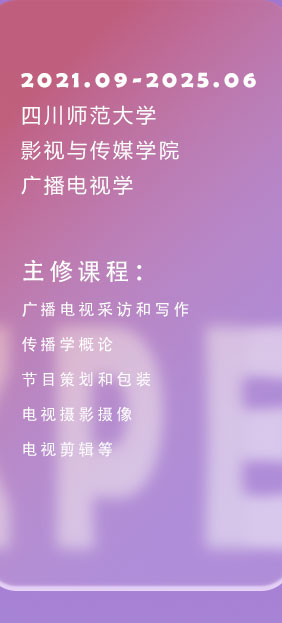 2021.09-2025.06
四川师范大学
影视与传媒学院
广播电视学
主修课程：
广播电视采访和写作
传播学概论
节目策划和包装
电视摄影摄像
电视剪辑等